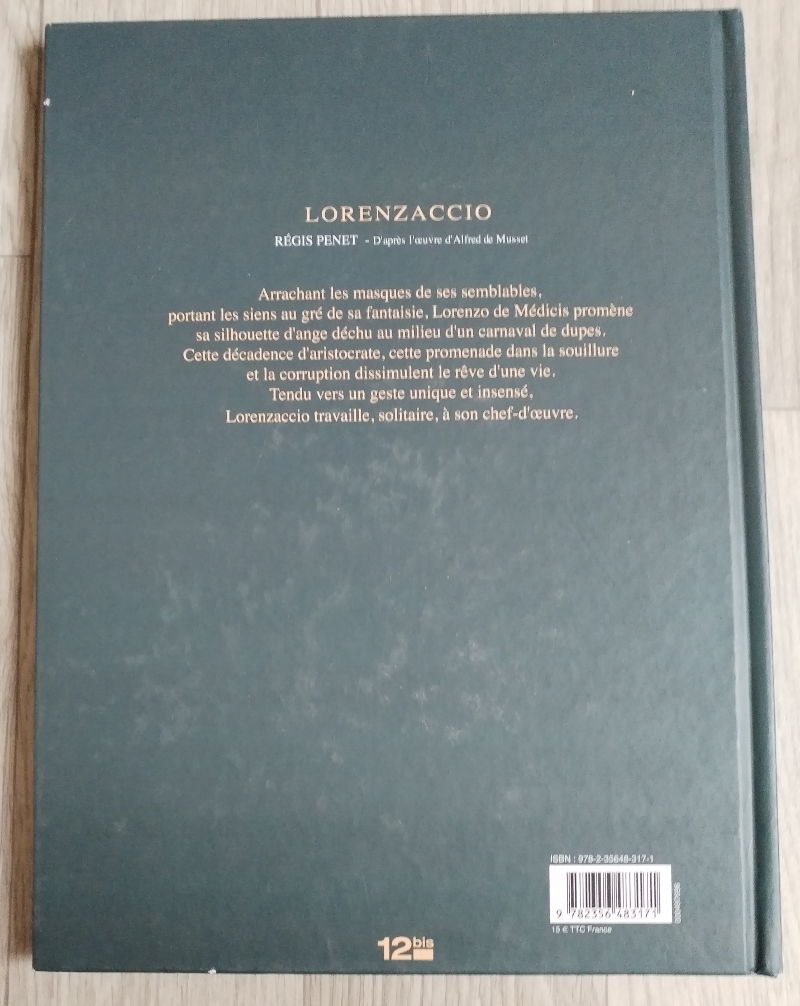 LORENZACCIO
RÉGIS PENET - D'après l'œuvre d'Alfred de Musset
Arrachant les masques de ses semblables,
portant les siens au gré de sa fantaisie, Lorenzo de Médicis promène
sa silhouette d'ange déchu au milieu d'un carnaval de dupes.
Cette décadence d'aristocrate, cette promenade dans la souillure
et la corruption dissimulent le rêve d'une vie.
Tendu vers un geste unique et insensé,
Lorenzaccio travaille, solitaire, à son chef-d'œuvre.
ISBN : 978-2-35648-317-1
9 782356 483171
15 € TTC France
12 bis